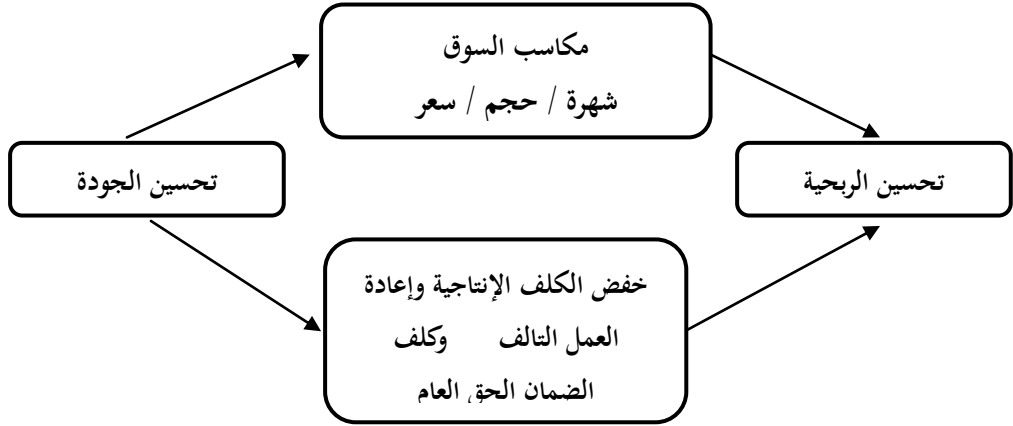 مكاسب السوق
شهرة / حجم / سعر
تحسين الجودة
تحسين الربحية
خفض الكلف الإنتاجية وإعادة
العمل التالف وكلف
الضمان الحق العام